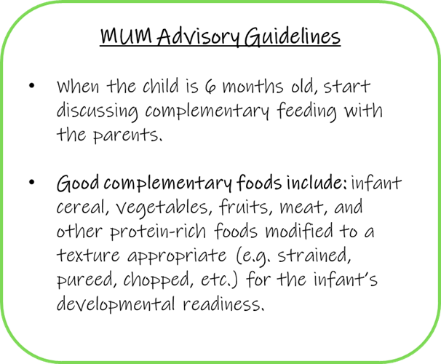 MUM Advisory Guidelines
• When the child is 6 months old, start
discussing complementary feeding with
the parents.
• Good complementary foods include: infant
cereal, vegetables, fruits, meat, and
other protein-rich foods modified to a
texture appropriate (e.g. strained,
pureed, chopped, etc.) for the infant's
developmental readiness.